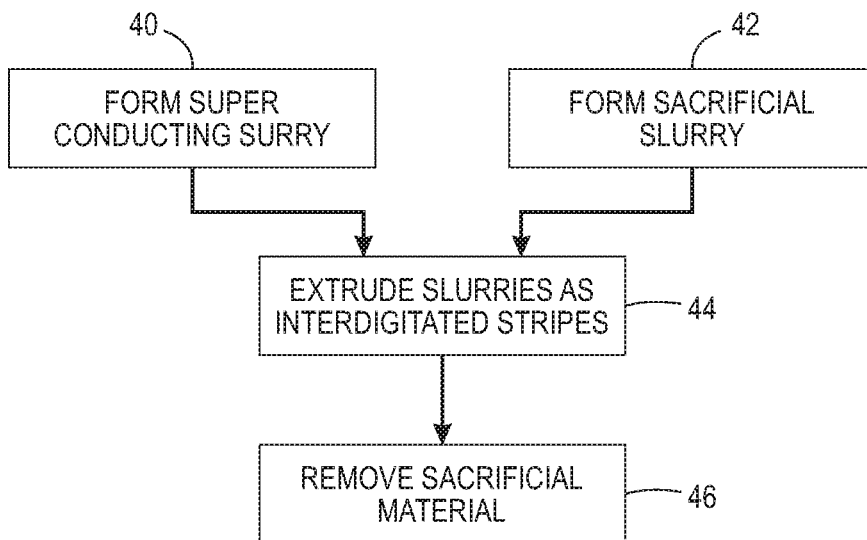 40
42
FORM SUPER
CONDUCTING SURRY
FORM SACRIFICIAL
SLURRY
EXTRUDE SLURRIES AS
INTERDIGITATED STRIPES
44
REMOVE SACRIFICIAL
MATERIAL
46